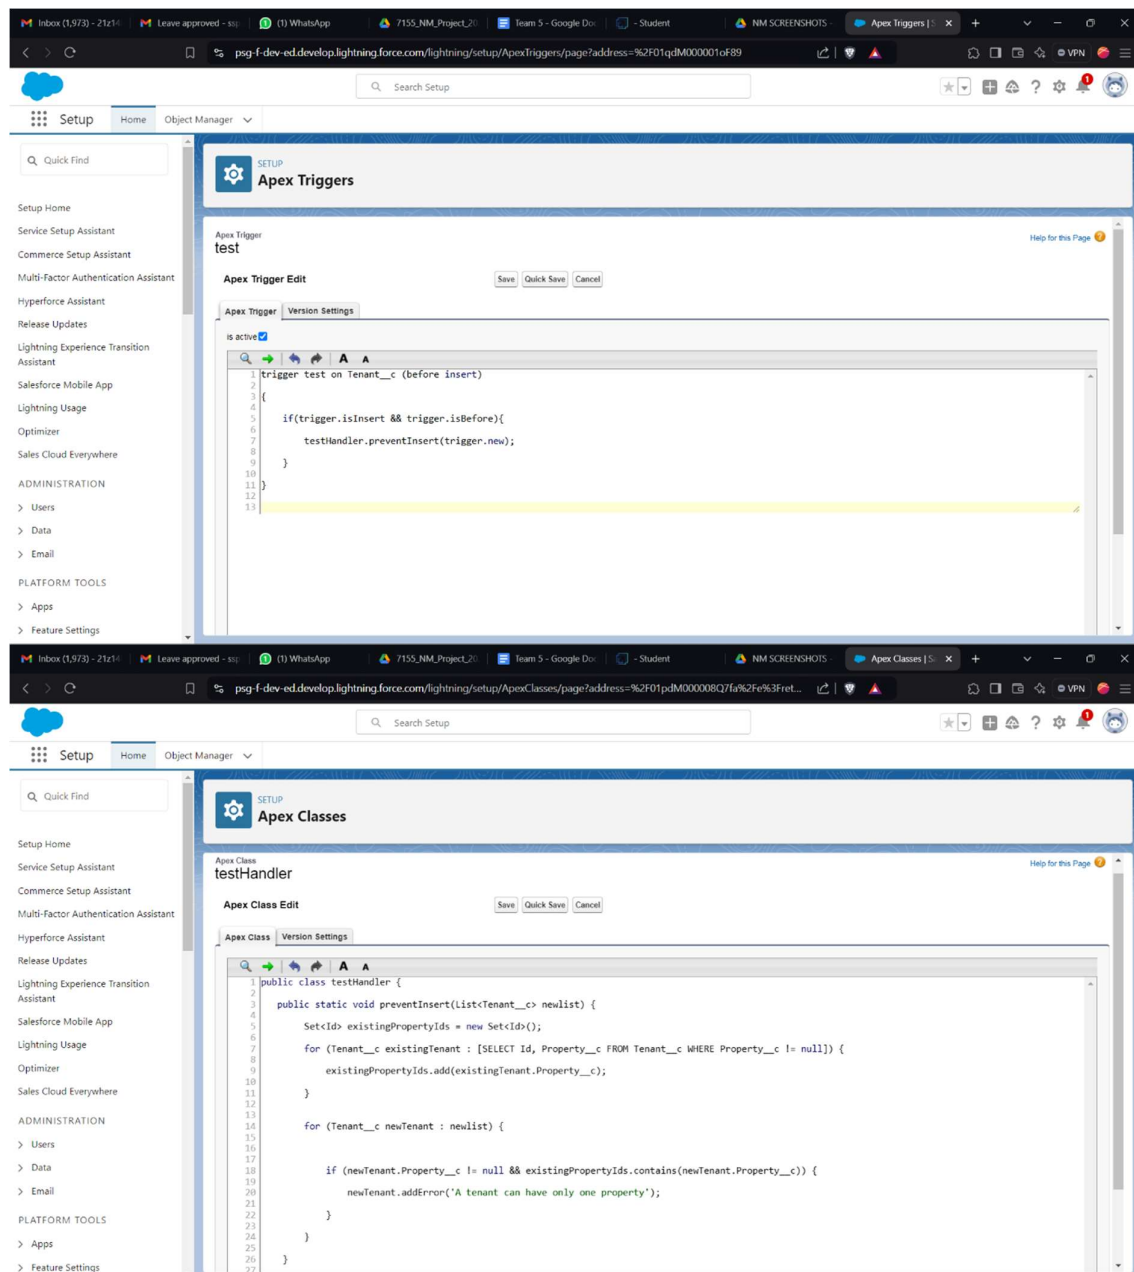 Inbox (1,973) - 21z14 Leave approved - ssp (1) WhatsApp 7155_NM_Project_20 Team 5 - Google Doc - Student NM SCREENSHOTS - Apex Triggers | S
psg-f-dev-ed.develop.lightning.force.com/lightning/setup/ApexTriggers/page?address=%2F01qdM000001oF89 VPN
Search Setup
1
Setup Home Object Manager
Quick Find
SETUP
Apex Triggers
Setup Home
Service Setup Assistant
Commerce Setup Assistant
Multi-Factor Authentication Assistant
Hyperforce Assistant
Release Updates
Lightning Experience Transition
Assistant
Salesforce Mobile App
Lightning Usage
Optimizer
Sales Cloud Everywhere
ADMINISTRATION
Users
Data
Email
PLATFORM TOOLS
Apps
Feature Settings
Apex Trigger
test
Help for this Page
Apex Trigger Edit Save Quick Save Cancel
Apex Trigger Version Settings
is active
A A
1 trigger test on Tenant__c (before insert)
2
3 {
4
5 if(trigger.isInsert && trigger.isBefore){
6
7 testHandler.preventInsert(trigger.new);
8
9 }
10
11 }
12
13
Inbox (1,973) - 21z14 Leave approved - ssp (1) WhatsApp 7155_NM_Project_20 Team 5 - Google Doc - Student NM SCREENSHOTS - Apex Classes | S
psg-f-dev-ed.develop.lightning.force.com/lightning/setup/ApexClasses/page?address=%2F01pdM000008Q7fa%2Fe%3Fret... VPN
Search Setup
1
Setup Home Object Manager
Quick Find
SETUP
Apex Classes
Setup Home
Service Setup Assistant
Commerce Setup Assistant
Multi-Factor Authentication Assistant
Hyperforce Assistant
Release Updates
Lightning Experience Transition
Assistant
Salesforce Mobile App
Lightning Usage
Optimizer
Sales Cloud Everywhere
ADMINISTRATION
Users
Data
Email
PLATFORM TOOLS
Apps
Feature Settings
Apex Class
testHandler
Help for this Page
Apex Class Edit Save Quick Save Cancel
Apex Class Version Settings
A A
1 public class testHandler {
2
3 public static void preventInsert(List<Tenant__c> newlist) {
4
5 Set<Id> existingPropertyIds = new Set<Id>();
6
7 for (Tenant__c existingTenant : [SELECT Id, Property__c FROM Tenant__c WHERE Property__c != null]) {
8
9 existingPropertyIds.add(existingTenant.Property__c);
10
11 }
12
13
14 for (Tenant__c newTenant : newlist) {
15
16
17
18 if (newTenant.Property__c != null && existingPropertyIds.contains(newTenant.Property__c)) {
19
20 newTenant.addError('A tenant can have only one property');
21
22 }
23
24 }
25
26 }
27